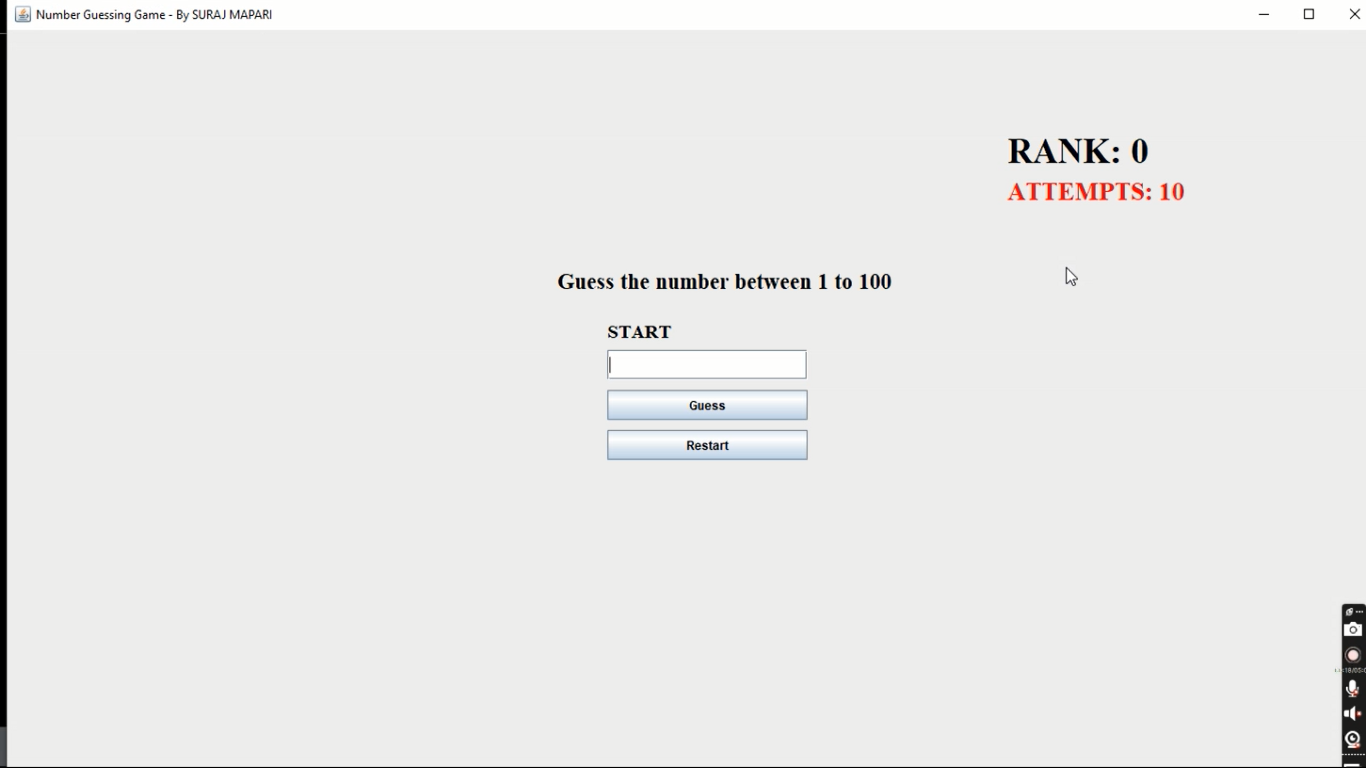 Number Guessing Game - By SURAJ MAPARI
RANK: 0
ATTEMPTS: 10
Guess the number between 1 to 100
START
Guess
Restart